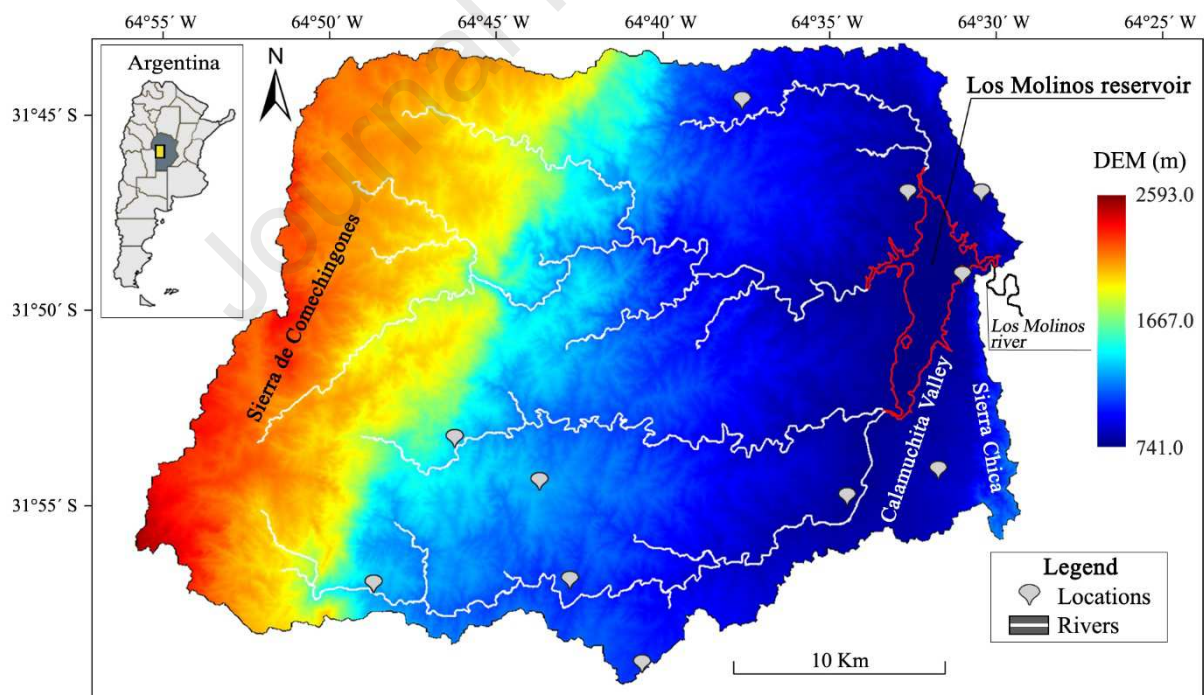 64°55´ W
64°50´ W
64°45´ W
64°40´ W
64°35´ W
64°30´ W
64°25´ W
Argentina
N
Los Molinos reservoir
31°45´ S
DEM (m)
2593.0
Sierra de Comechingones
31°50´ S
1667.0
Los Molinos
river
Calamuchita Valley
Sierra Chica
741.0
31°55´ S
Legend
Locations
Rivers
10 Km
Journal